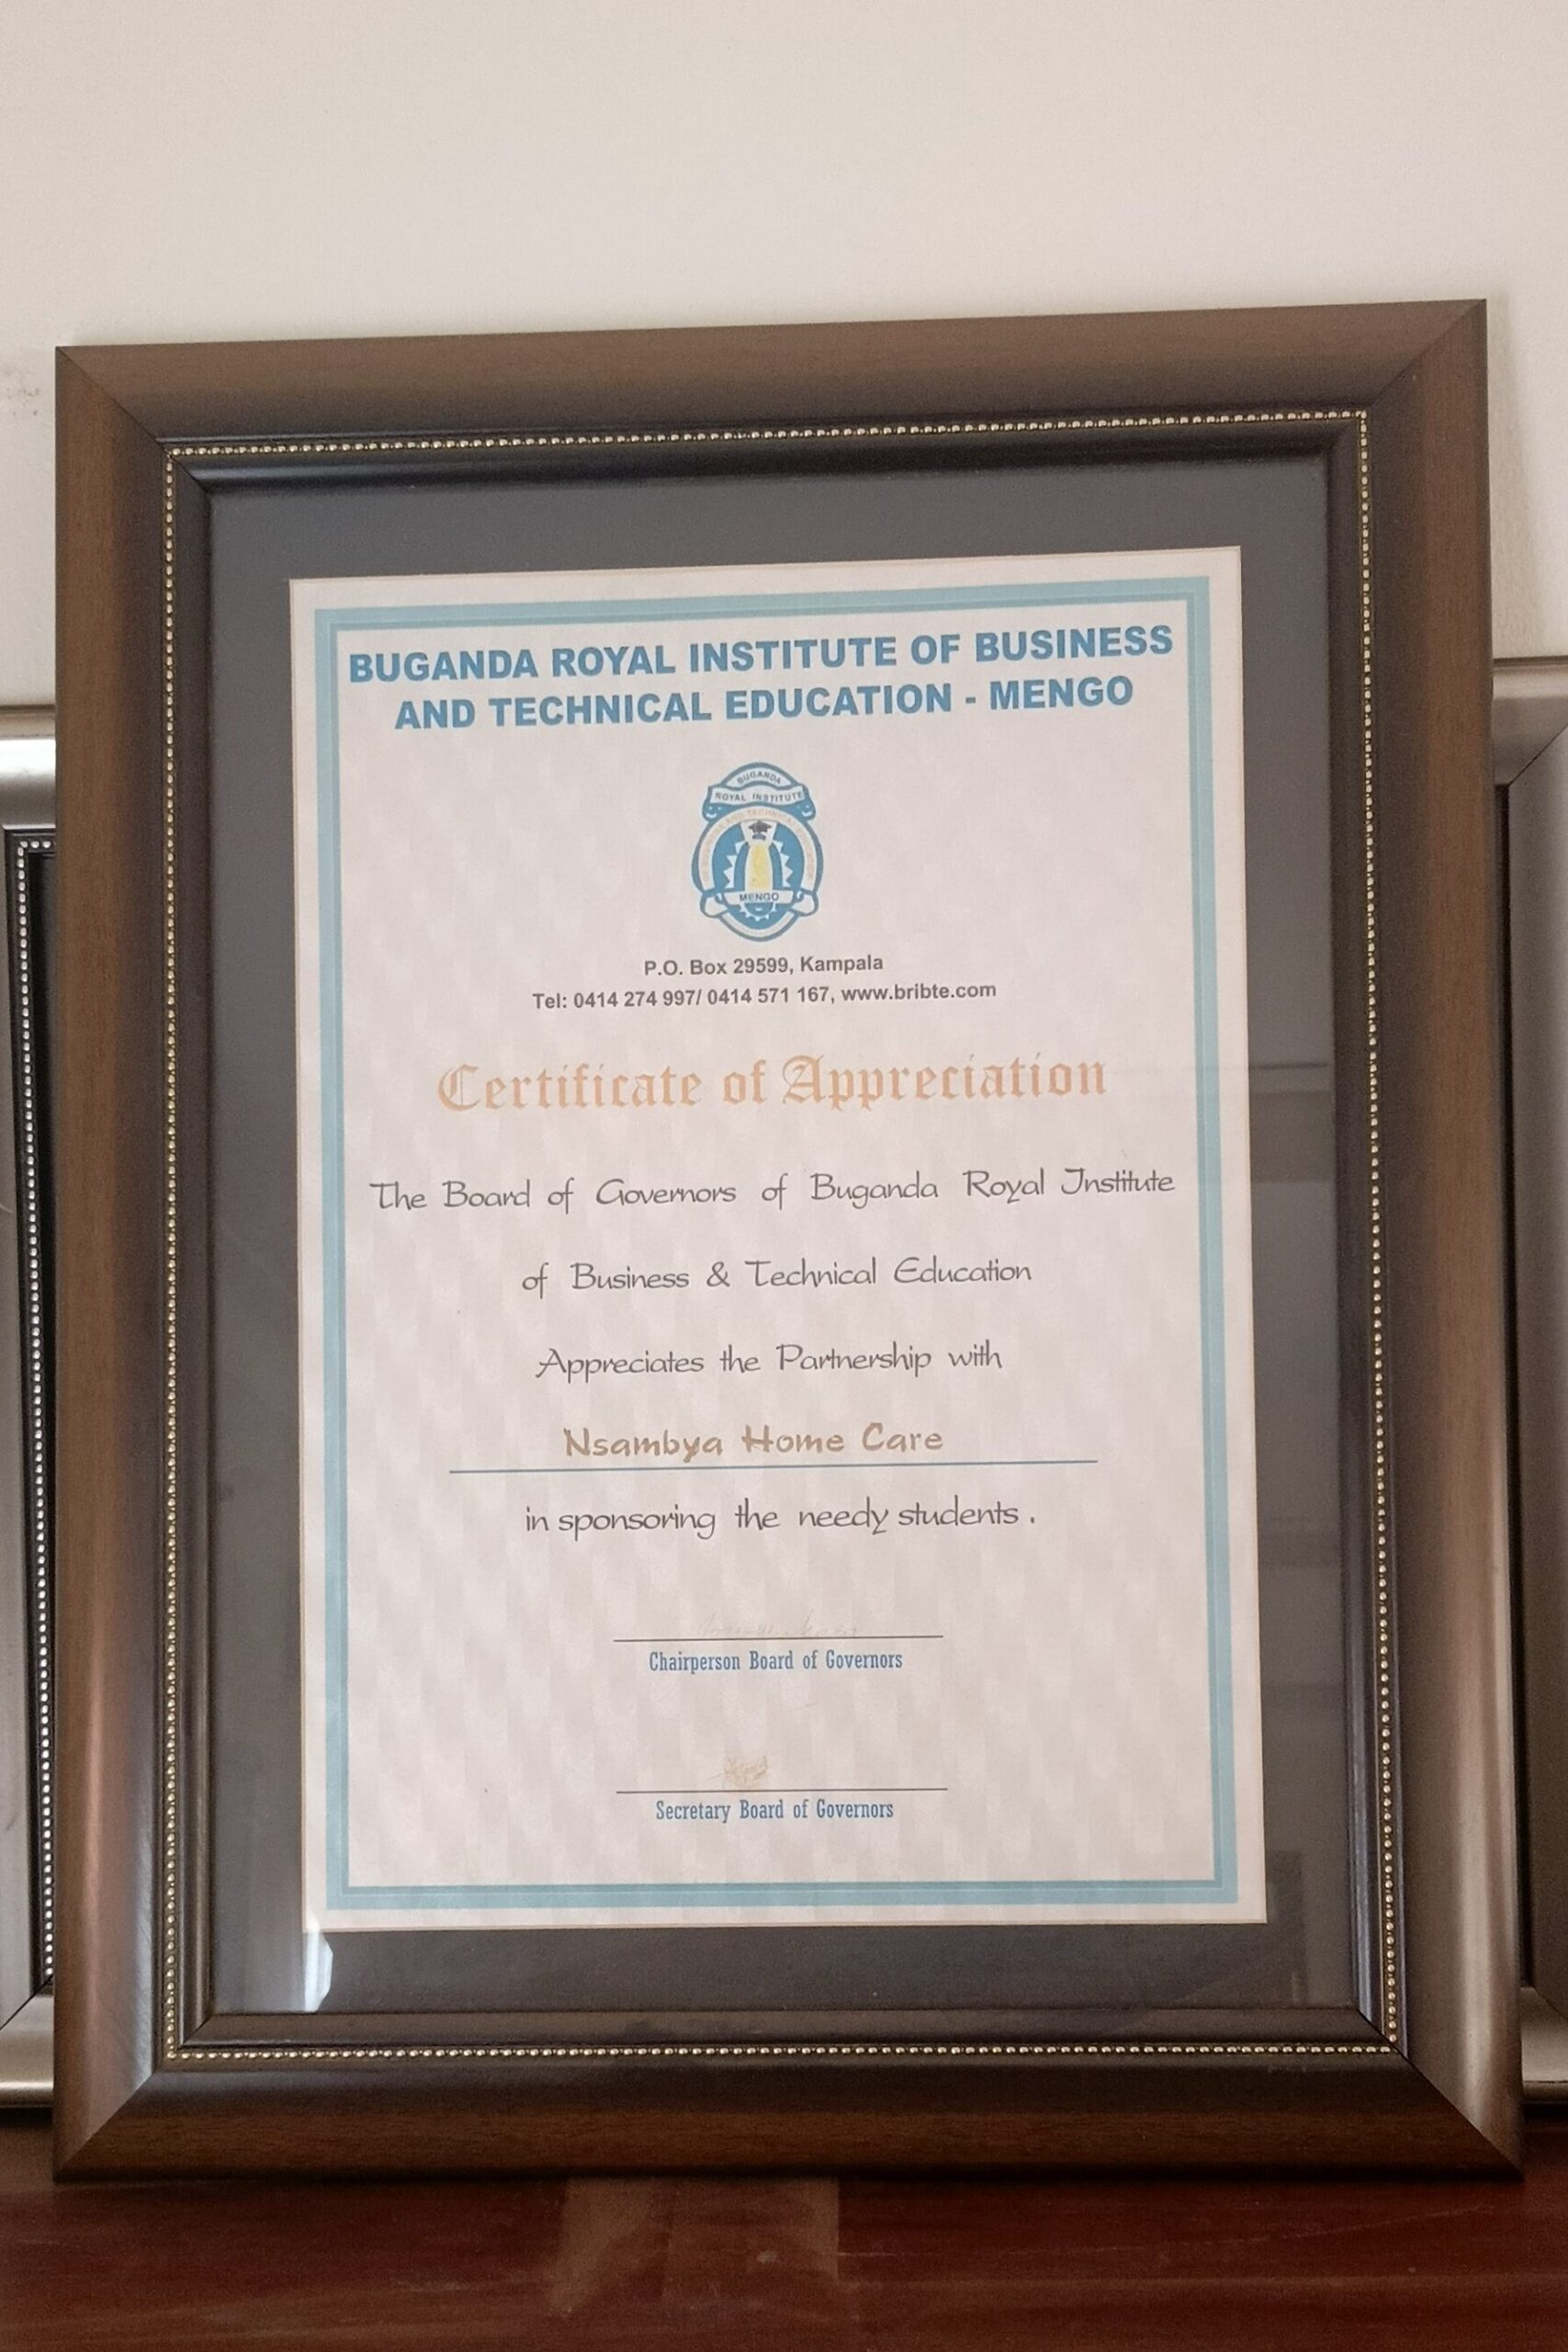 BUGANDA ROYAL INSTITUTE OF BUSINESS
AND TECHNICAL EDUCATION - MENGO
BUGANDA
ROYAL INSTITUTE
MENGO
P.O. Box 29599, Kampala
Tel: 0414 274 997/ 0414 571 167, www.bribte.com
Certificate of Appreciation
The Board of Governors of Buganda Royal Institute
of Business & Technical Education
Appreciates the Partnership with
Nsambya Home Care
in sponsoring the needy students .
Chairperson Board of Governors
Secretary Board of Governors